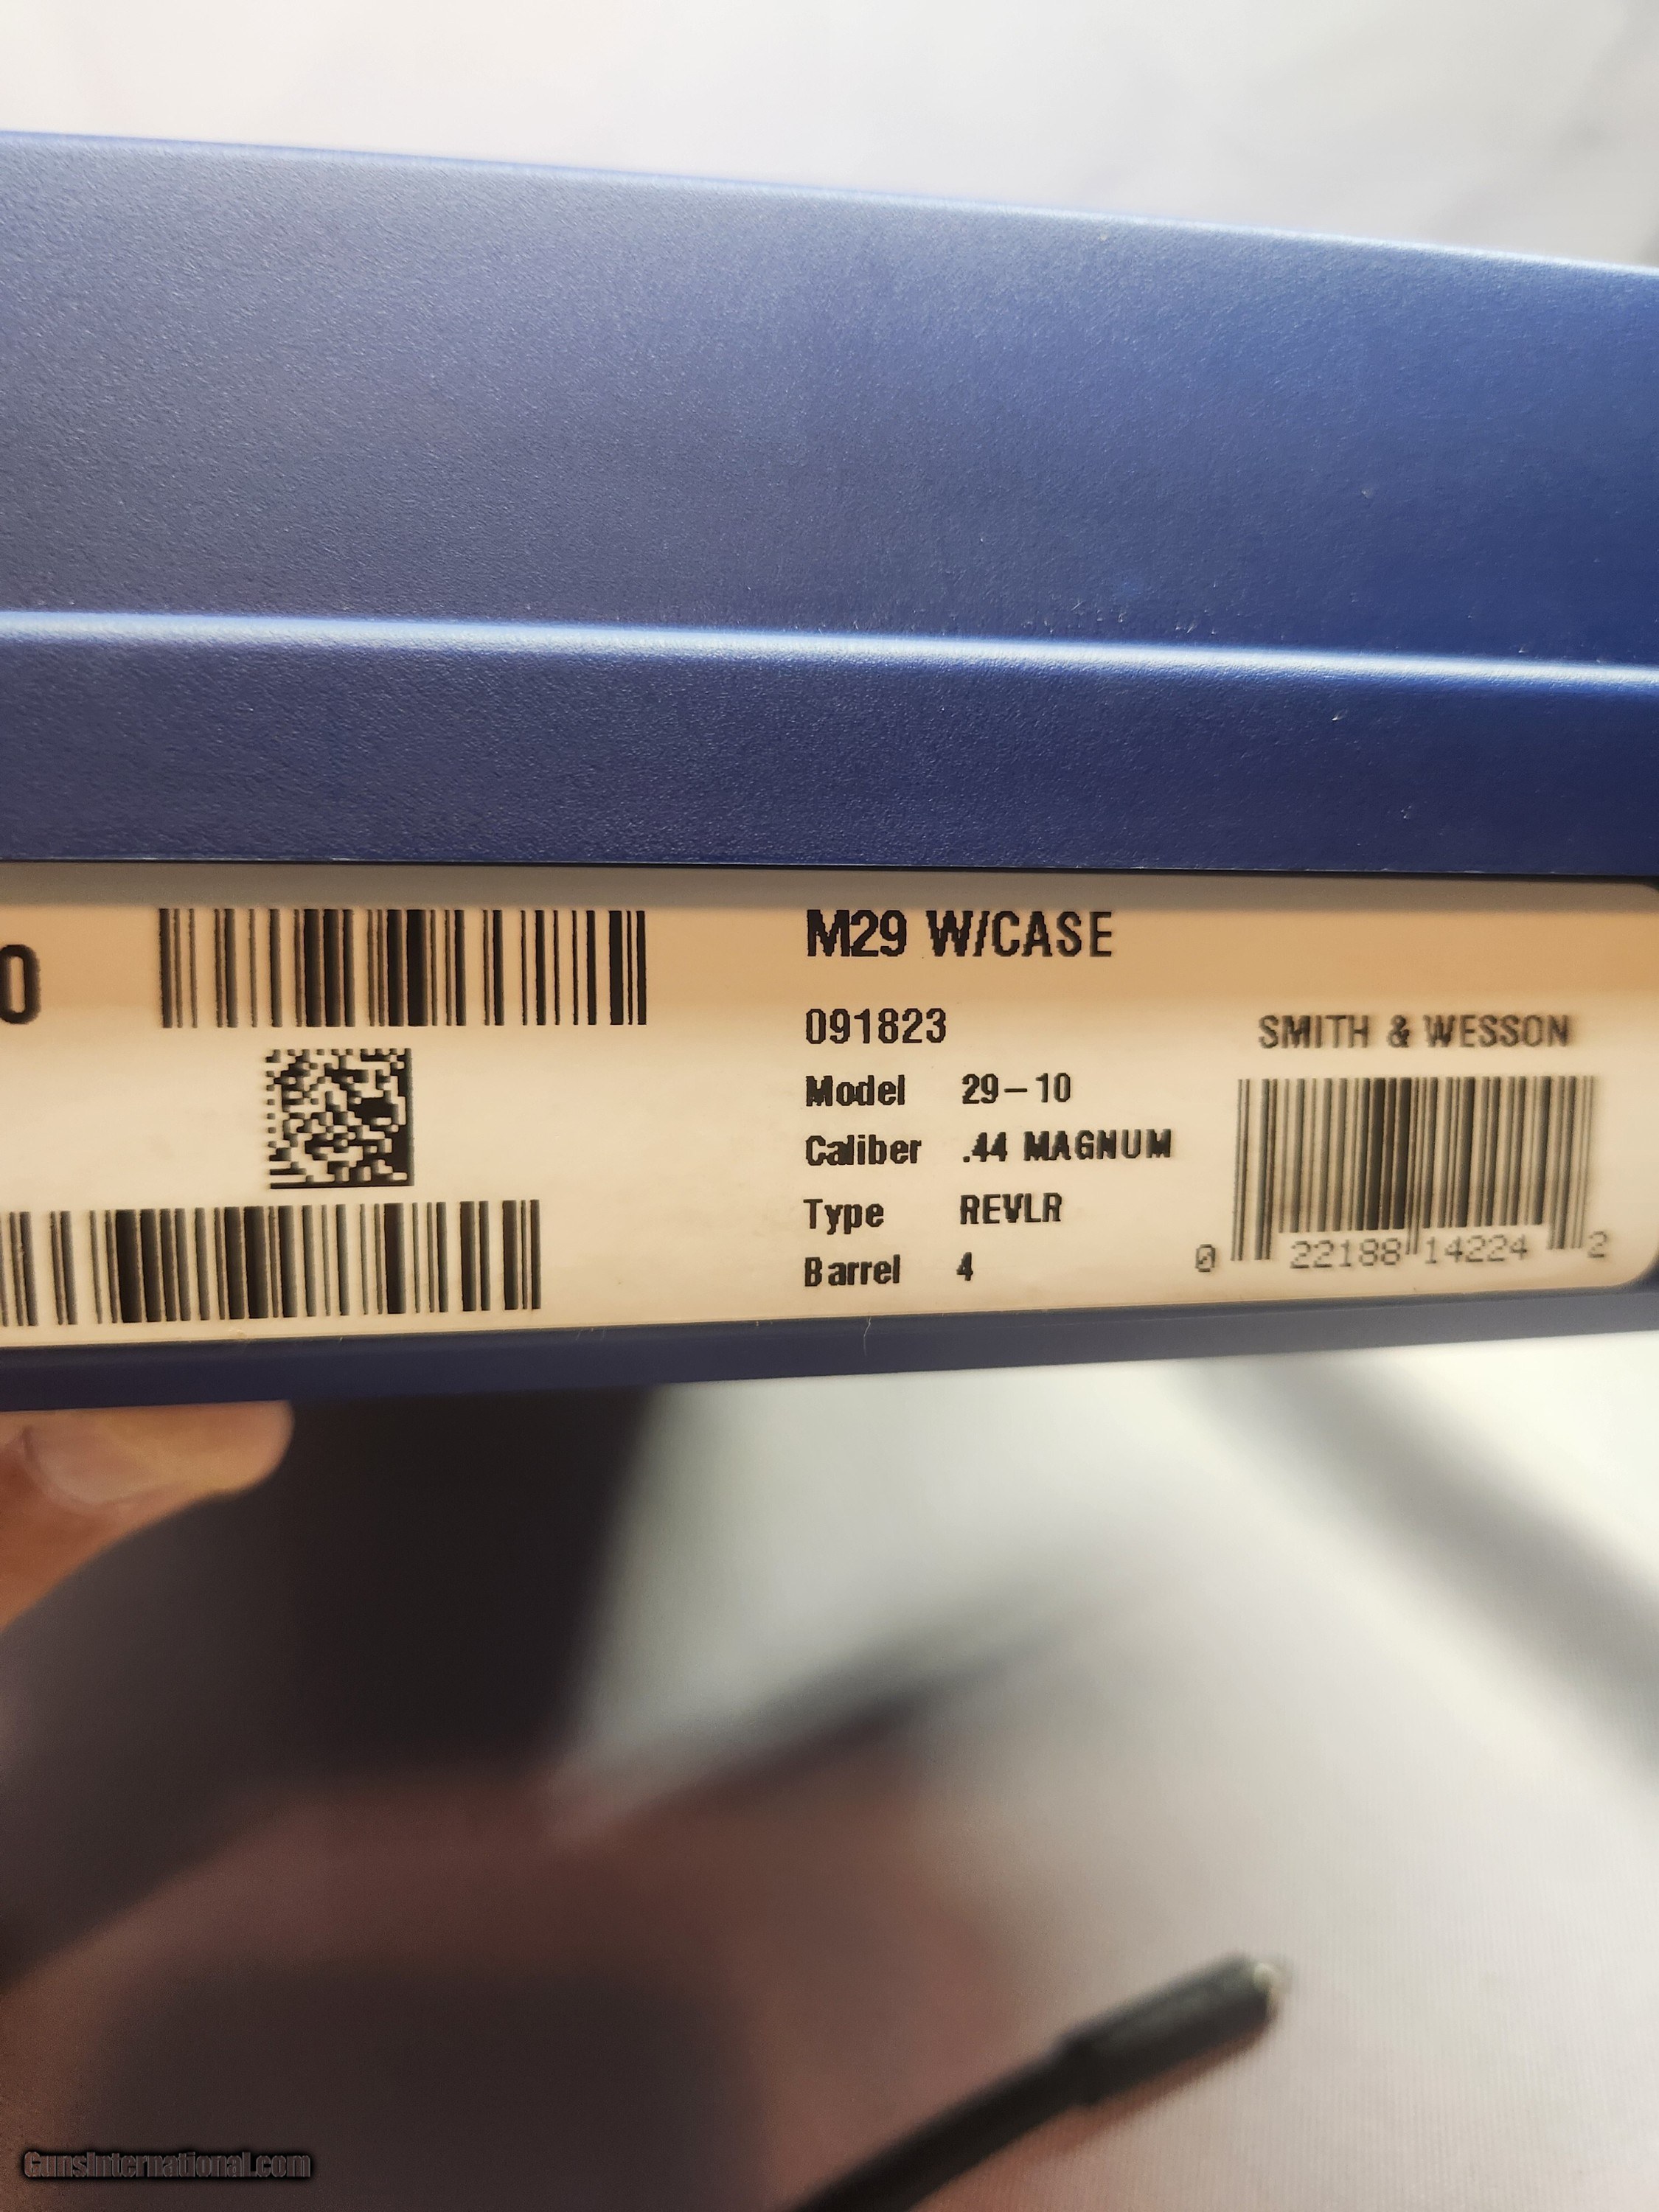 0
M29 W/CASE
091823
Model 29-10
Caliber .44 MAGNUM
Type REVLR
Barrel 4
SMITH & WESSON
0 22188 14224 2
GunsInternational.com